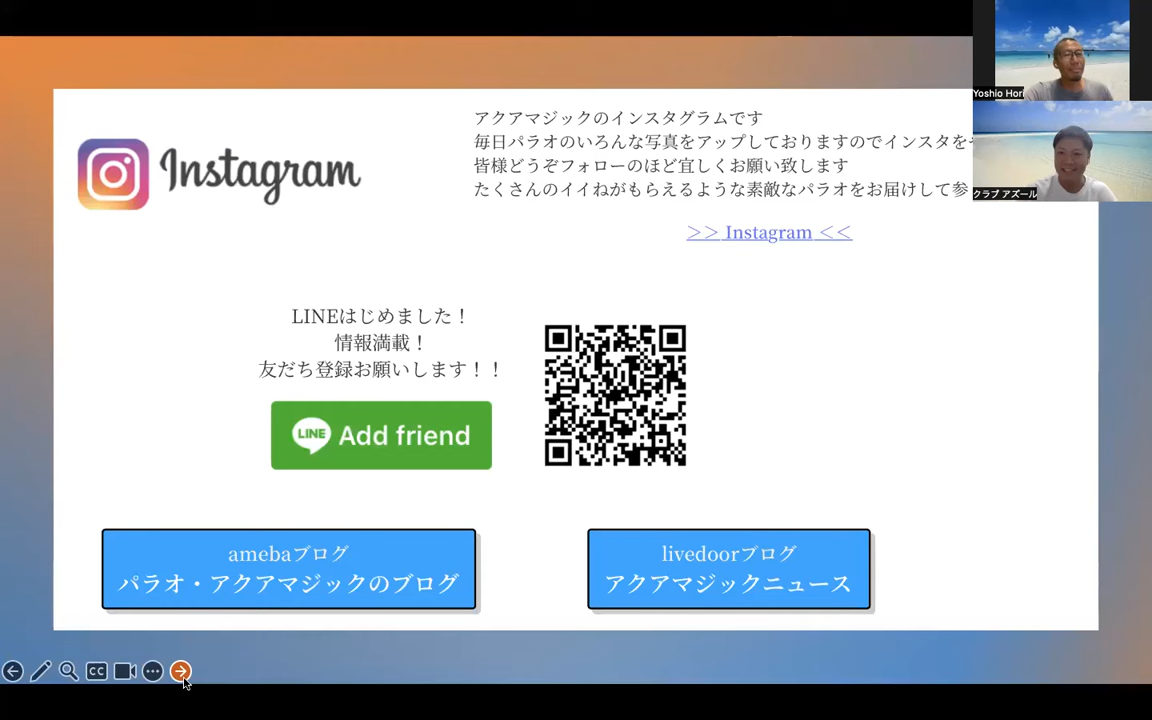 Yoshio Hori
クラブ アズール
Instagram
アクアマジックのインスタグラムです
毎日パラオのいろんな写真をアップしておりますのでインスタを
皆様どうぞフォローのほど宜しくお願い致します
たくさんのイイねがもらえるような素敵なパラオをお届けして参
>> Instagram <<
LINEはじめました！
情報満載！
友だち登録お願いします！！
LINE Add friend
amebaブログ
パラオ・アクアマジックのブログ
livedoorブログ
アクアマジックニュース
CC